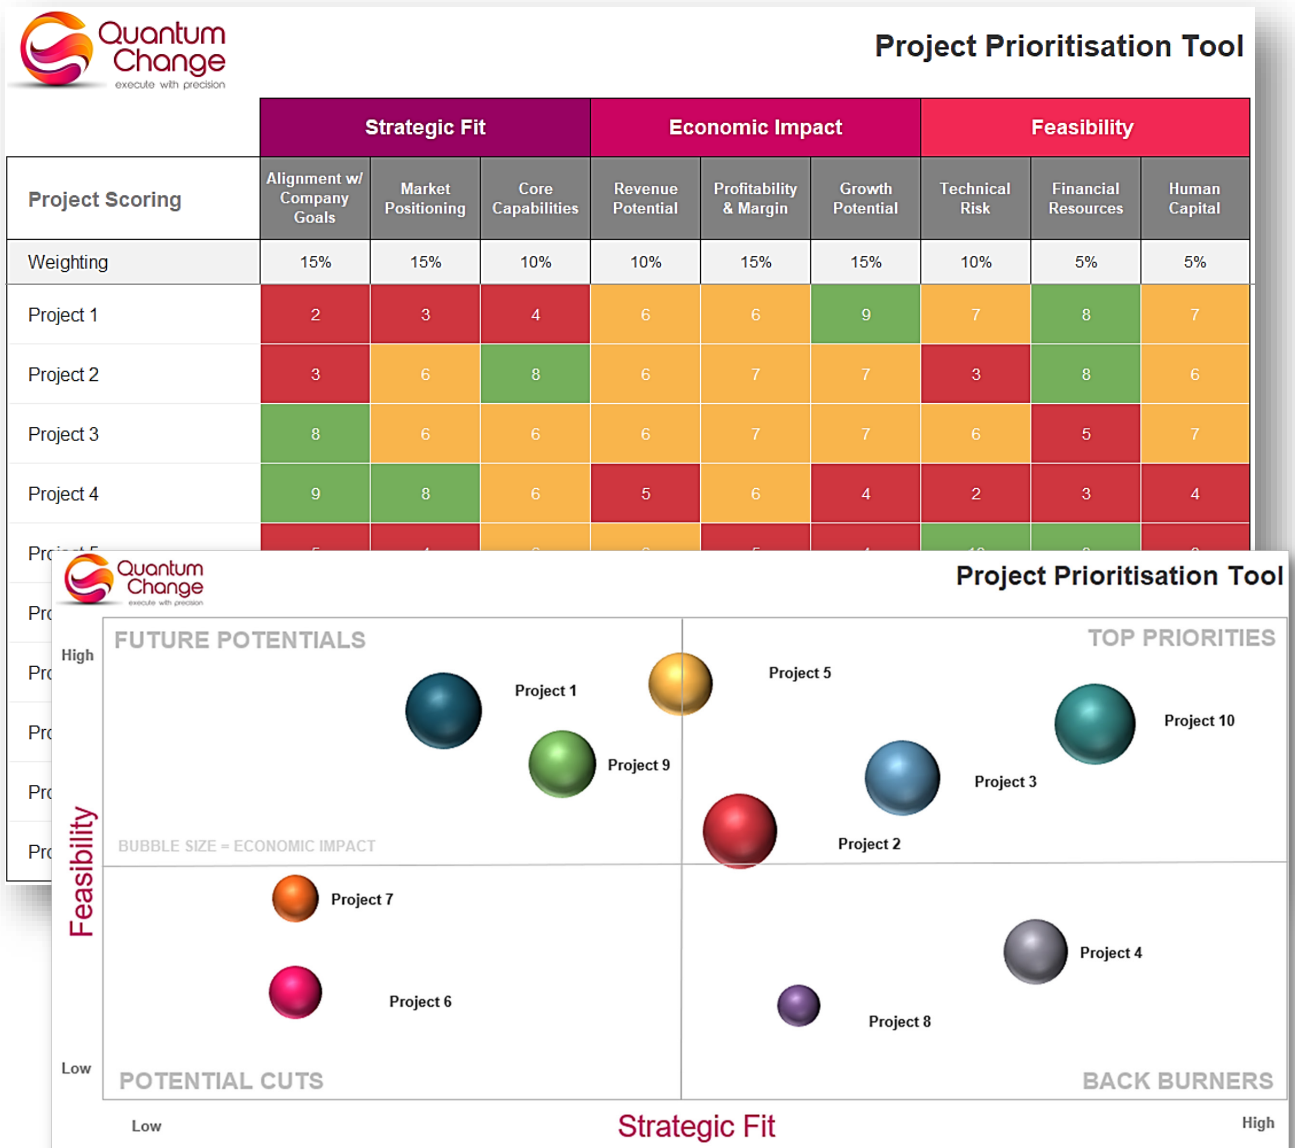 Quantum
Change
execute with precision
Project Prioritisation Tool
Strategic Fit Economic Impact Feasibility
Project Scoring
Alignment w/
Company
Goals
Market
Positioning
Core
Capabilities
Revenue
Potential
Profitability
& Margin
Growth
Potential
Technical
Risk
Financial
Resources
Human
Capital
Weighting 15% 15% 10% 10% 15% 15% 10% 5% 5%
Project 1 2 3 4 6 6 9 7 8 7
Project 2 3 6 8 6 7 7 3 8 6
Project 3 8 6 6 6 7 7 6 5 7
Project 4 9 8 6 5 6 4 2 3 4
Quantum
Change
execute with precision
Project Prioritisation Tool
FUTURE POTENTIALS
TOP PRIORITIES
High
Project 1
Project 5
Project 10
Project 9
Project 3
Project 2
BUBBLE SIZE = ECONOMIC IMPACT
Feasibility
Project 7
Project 4
Project 6
Project 8
Low
POTENTIAL CUTS
BACK BURNERS
Low
Strategic Fit
High